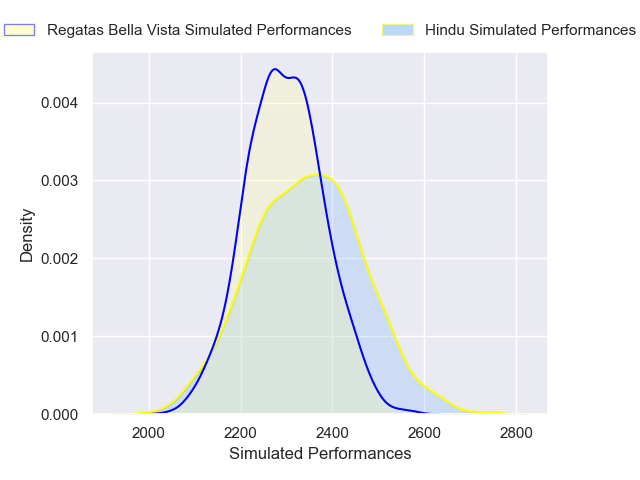 Regatas Bella Vista Simulated Performances
Hindu Simulated Performances
0.004
0.003
0.002
0.001
0.000
Density
2000 2200 2400 2600 2800
Simulated Performances